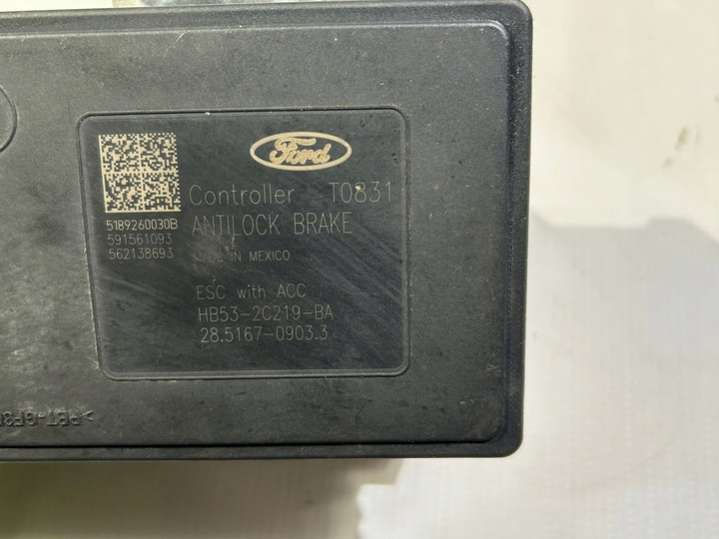 Ford
Controller T0831
5189260030B
ANTILOCK BRAKE
591561093
562138693
MADE IN MEXICO
ESC with ACC
HB53-2C219-BA
28.5167-0903.3